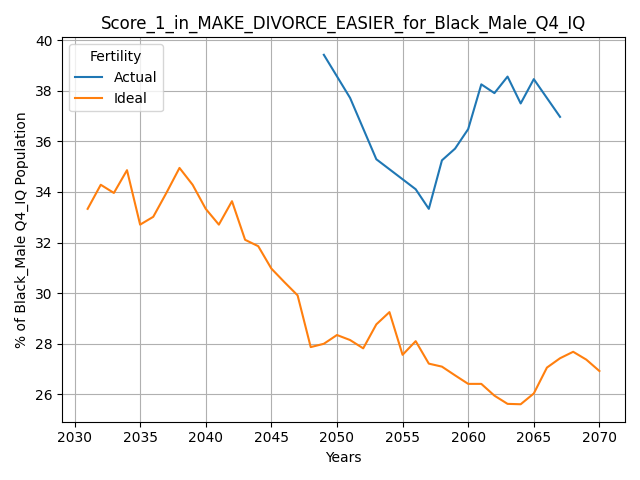 Score_1_in_MAKE_DIVORCE_EASIER_for_Black_Male_Q4_IQ
Fertility
Actual
Ideal
% of Black_Male Q4_IQ Population
40
38
36
34
32
30
28
26
2030 2035 2040 2045 2050 2055 2060 2065 2070
Years